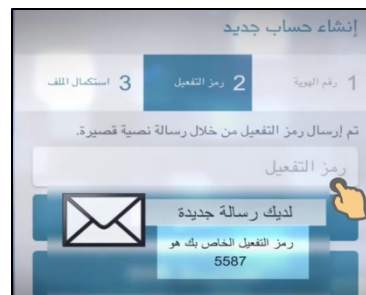 إنشاء حساب جديد
1 رقم الهوية
2 رمز التفعيل
3 استكمال الملف
تم إرسال رمز التفعيل من خلال رسالة نصية قصيرة.
رمز التفعيل
لديك رسالة جديدة
رمز التفعيل الخاص بك هو
5587